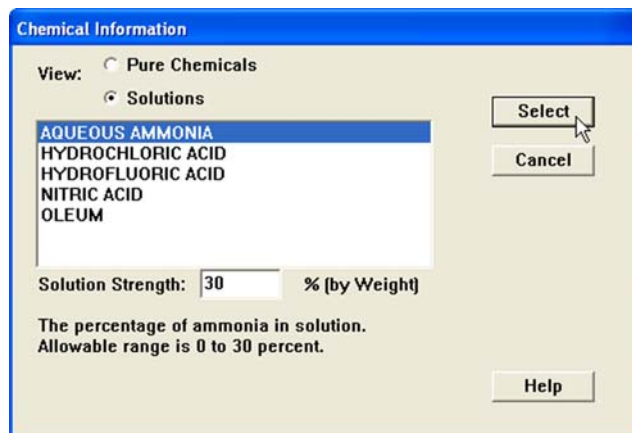 Chemical Information
View: Pure Chemicals
Solutions
AQUEOUS AMMONIA
HYDROCHLORIC ACID
HYDROFLUORIC ACID
NITRIC ACID
OLEUM
Select
Cancel
Solution Strength: 30 % (by Weight)
The percentage of ammonia in solution.
Allowable range is 0 to 30 percent.
Help